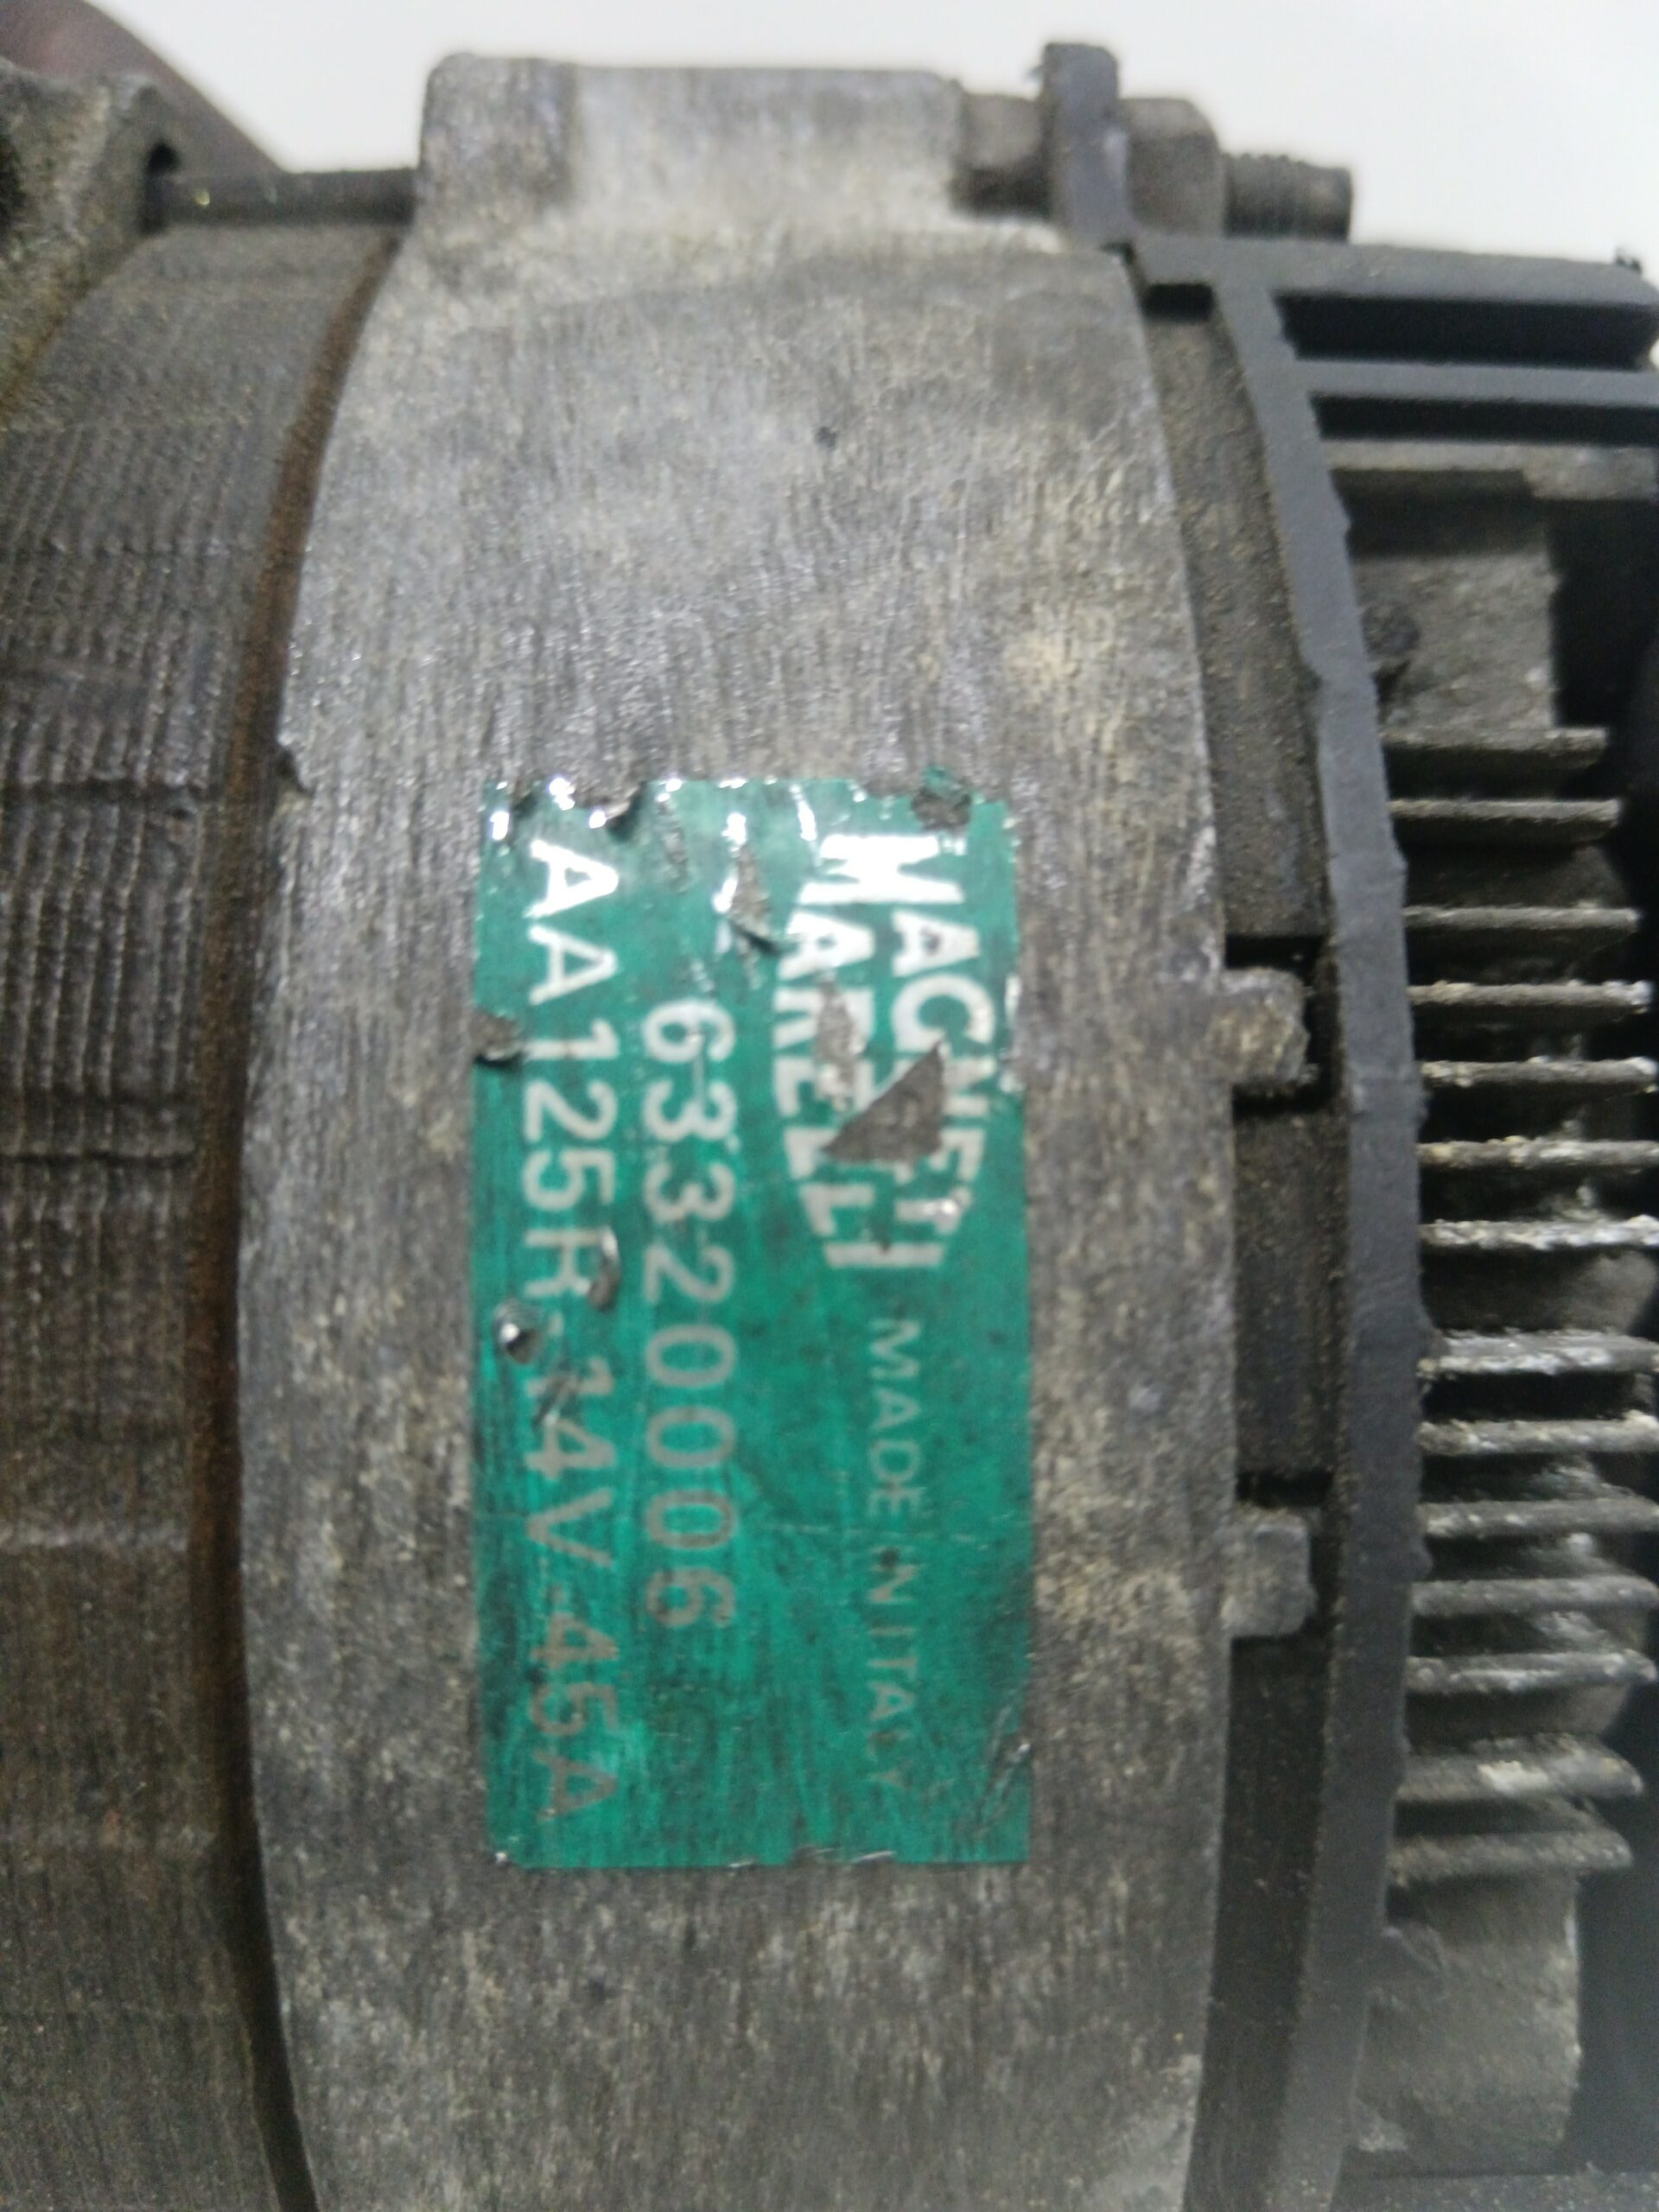 MAGNETI
MARELLI MADE IN ITALY
63320006
AA125R-14V-45A